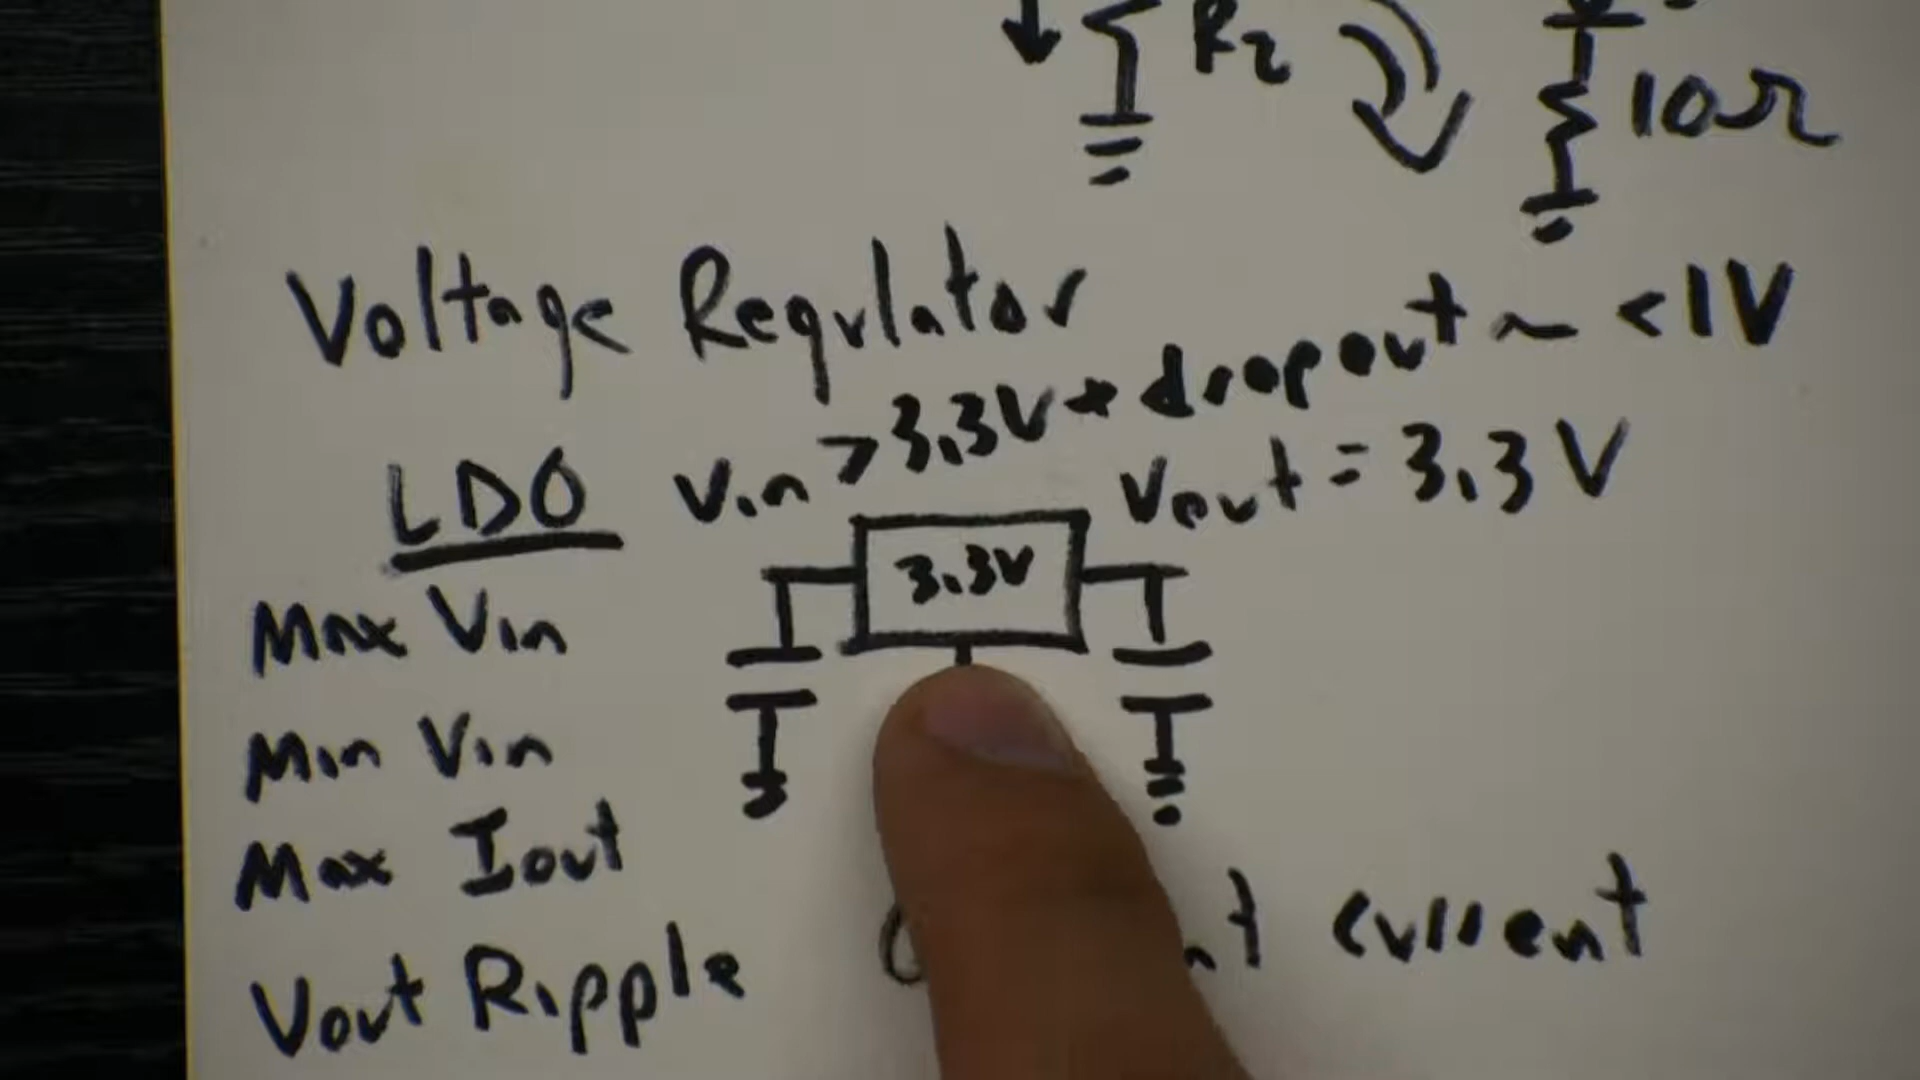 R2
10Ω
Voltage Regulator
Vin > 3.3V + dropout ~ <1V
LDO
Vout = 3.3V
3.3V
Max Vin
Min Vin
Max Iout
current
Vout Ripple